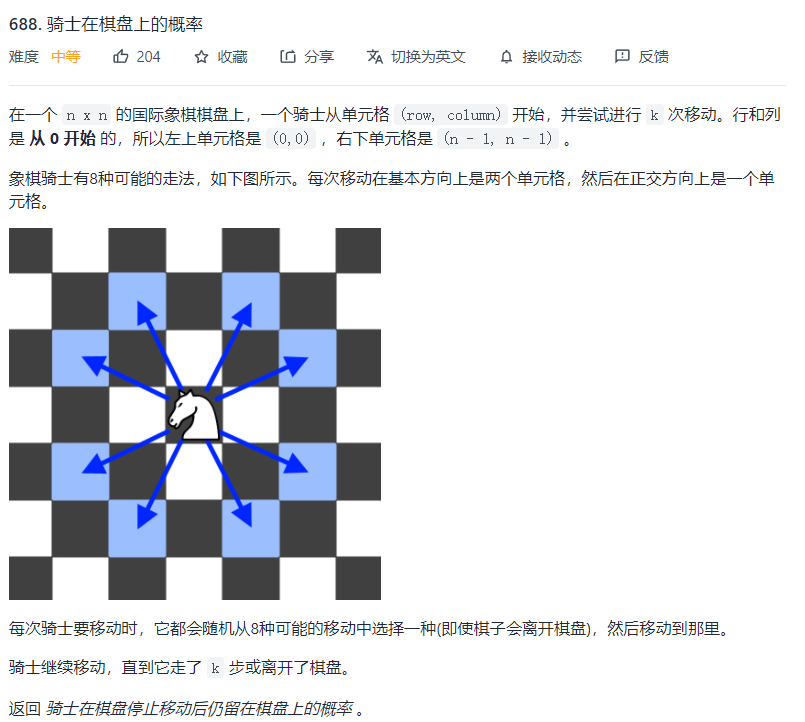 688. 骑士在棋盘上的概率
难度 中等 204 收藏 分享 切换为英文 接收动态 反馈
在一个 n x n 的国际象棋棋盘上，一个骑士从单元格 (row, column) 开始，并尝试进行 k 次移动。行和列
是 从 0 开始 的，所以左上单元格是 (0,0) ，右下单元格是 (n - 1, n - 1) 。
象棋骑士有8种可能的走法，如下图所示。每次移动在基本方向上是两个单元格，然后在正交方向上是一个单
元格。
每次骑士要移动时，它都会随机从8种可能的移动中选择一种(即使棋子会离开棋盘)，然后移动到那里。
骑士继续移动，直到它走了 k 步或离开了棋盘。
返回 骑士在棋盘停止移动后仍留在棋盘上的概率 。